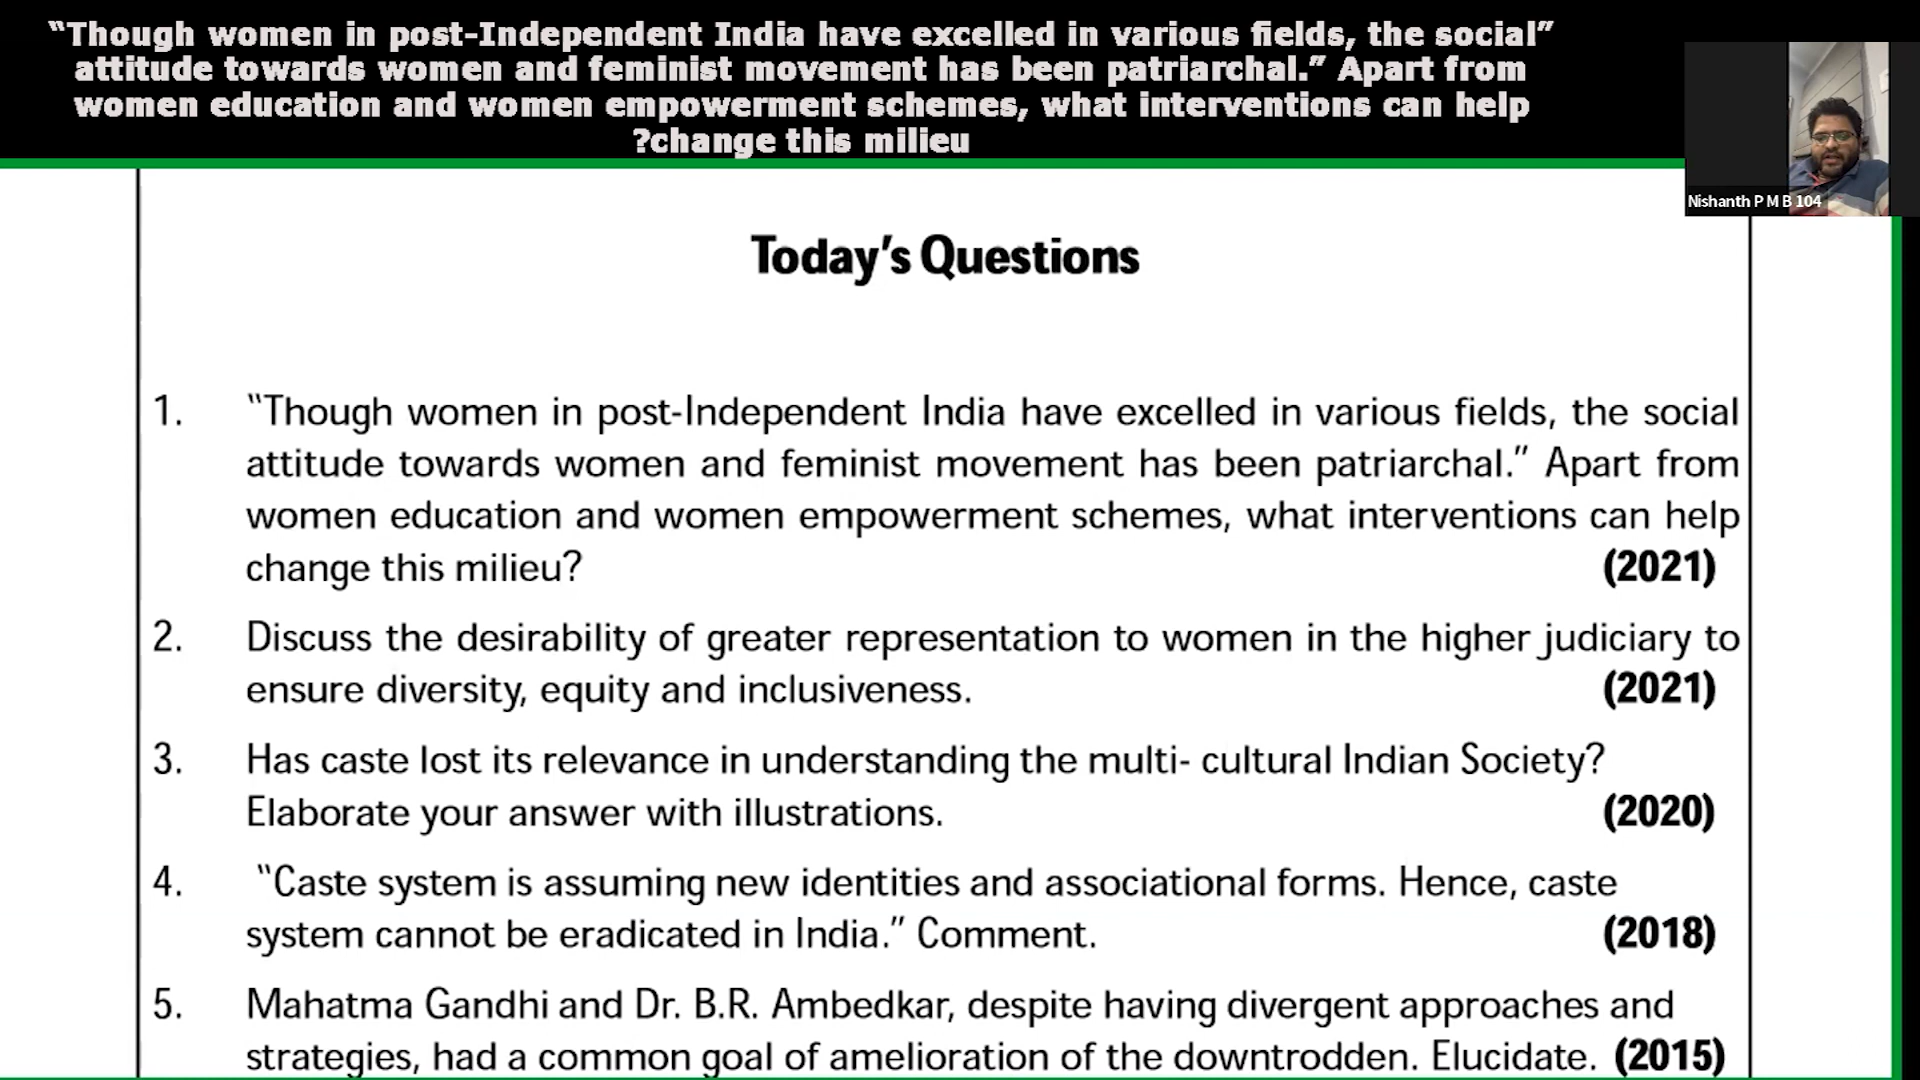 “Though women in post-Independent India have excelled in various fields, the social”
attitude towards women and feminist movement has been patriarchal.” Apart from
women education and women empowerment schemes, what interventions can help
?change this milieu
Nishanth P M B 104
Today’s Questions
1. “Though women in post-Independent India have excelled in various fields, the social
attitude towards women and feminist movement has been patriarchal.” Apart from
women education and women empowerment schemes, what interventions can help
change this milieu? (2021)
2. Discuss the desirability of greater representation to women in the higher judiciary to
ensure diversity, equity and inclusiveness. (2021)
3. Has caste lost its relevance in understanding the multi- cultural Indian Society?
Elaborate your answer with illustrations. (2020)
4. “Caste system is assuming new identities and associational forms. Hence, caste
system cannot be eradicated in India.” Comment. (2018)
5. Mahatma Gandhi and Dr. B.R. Ambedkar, despite having divergent approaches and
strategies, had a common goal of amelioration of the downtrodden. Elucidate. (2015)